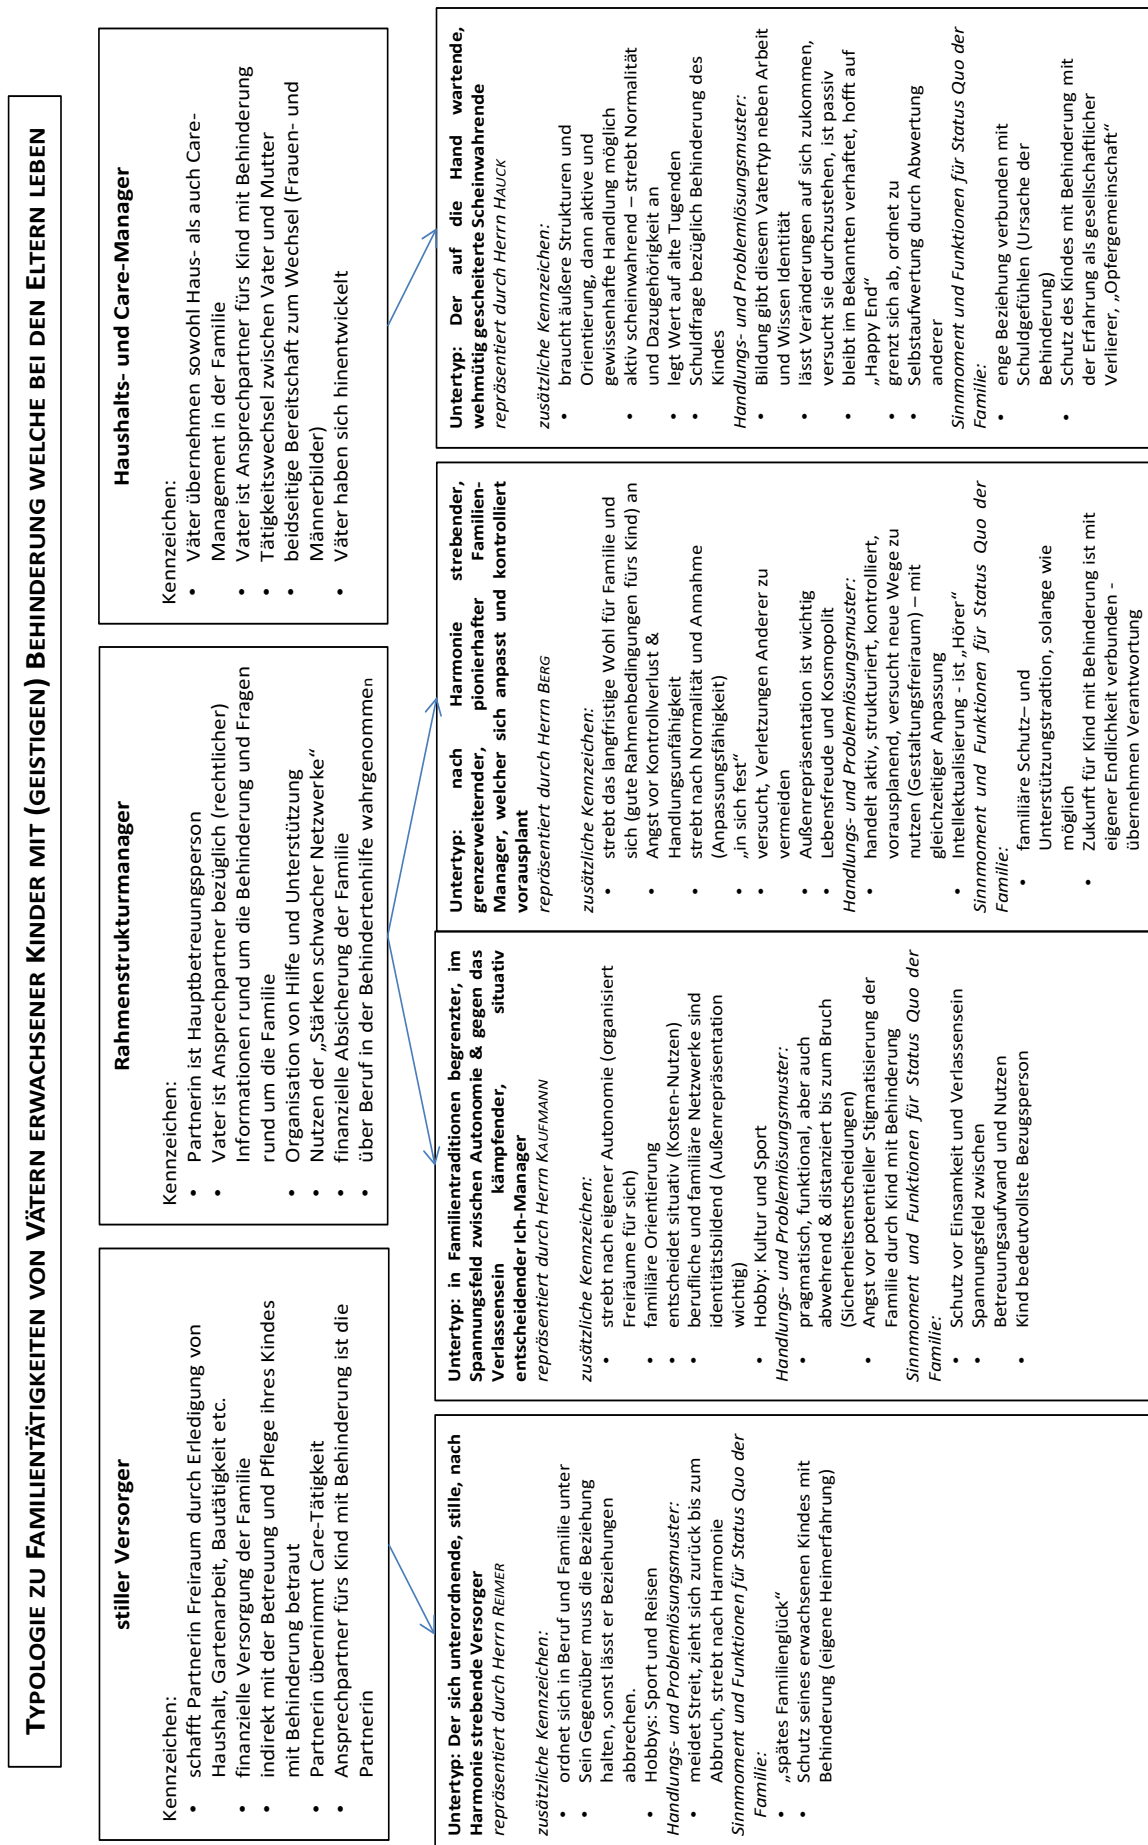 TYPOLOGIE ZU FAMILIENTÄTIGKEITEN VON VÄTERN ERWACHSENER KINDER MIT (GEISTIGEN) BEHINDERUNG WELCHE BEI DEN ELTERN LEBEN
stiller Versorger
Kennzeichen:
• schafft Partnerin Freiraum durch Erledigung von
Haushalt, Gartenarbeit, Bautätigkeit etc.
• finanzielle Versorgung der Familie
• indirekt mit der Betreuung und Pflege ihres Kindes
mit Behinderung betraut
• Partnerin übernimmt Care-Tätigkeit
• Ansprechpartner fürs Kind mit Behinderung ist die
Partnerin
Rahmenstrukturmanager
Kennzeichen:
• Partnerin ist Hauptbetreuungsperson
• Vater ist Ansprechpartner bezüglich (rechtlicher)
Informationen rund um die Behinderung und Fragen
rund um die Familie
• Organisation von Hilfe und Unterstützung
• Nutzen der „Stärken schwacher Netzwerke“
• finanzielle Absicherung der Familie
• über Beruf in der Behindertenhilfe wahrgenommen
Haushalts- und Care-Manager
Kennzeichen:
• Väter übernehmen sowohl Haus- als auch Care-
Management in der Familie
• Vater ist Ansprechpartner fürs Kind mit Behinderung
• Tätigkeitswechsel zwischen Vater und Mutter
• beidseitige Bereitschaft zum Wechsel (Frauen- und
Männerbilder)
• Väter haben sich hinentwickelt
Untertyp: Der sich unterordnende, stille, nach
Harmonie strebende Versorger
repräsentiert durch Herrn REIMER
zusätzliche Kennzeichen:
• ordnet sich in Beruf und Familie unter
• Sein Gegenüber muss die Beziehung
halten, sonst lässt er Beziehungen
abbrechen.
• Hobbys: Sport und Reisen
Handlungs- und Problemlösungsmuster:
• meidet Streit, zieht sich zurück bis zum
Abbruch, strebt nach Harmonie
Sinnmoment und Funktionen für Status Quo der
Familie:
• „spätes Familienglück“
• Schutz seines erwachsenen Kindes mit
Behinderung (eigene Heimerfahrung)
Untertyp: in Familientraditionen begrenzter, im
Spannungsfeld zwischen Autonomie & gegen das
Verlassensein kämpfender, situativ
entscheidender Ich-Manager
repräsentiert durch Herrn KAUFMANN
zusätzliche Kennzeichen:
• strebt nach eigener Autonomie (organisiert
Freiräume für sich)
• familiäre Orientierung
• entscheidet situativ (Kosten-Nutzen)
• berufliche und familiäre Netzwerke sind
identitätsbildend (Außenrepräsentation
wichtig)
• Hobby: Kultur und Sport
Handlungs- und Problemlösungsmuster:
• pragmatisch, funktional, aber auch
abwehrend & distanziert bis zum Bruch
(Sicherheitsentscheidungen)
• Angst vor potentieller Stigmatisierung der
Familie durch Kind mit Behinderung
Sinnmoment und Funktionen für Status Quo der
Familie:
• Schutz vor Einsamkeit und Verlassensein
• Spannungsfeld zwischen
Betreuungsaufwand und Nutzen
• Kind bedeutvollste Bezugsperson
Untertyp: nach Harmonie strebender,
grenzerweiternder, pionierhafter Familien-
Manager, welcher sich anpasst und kontrolliert
vorausplant
repräsentiert durch Herrn BERG
zusätzliche Kennzeichen:
• strebt das langfristige Wohl für Familie und
sich (gute Rahmenbedingungen fürs Kind) an
• Angst vor Kontrollverlust &
Handlungsunfähigkeit
• strebt nach Normalität und Annahme
(Anpassungsfähigkeit)
• „in sich fest“
• versucht, Verletzungen Anderer zu
vermeiden
• Außenrepräsentation ist wichtig
• Lebensfreude und Kosmopolit
Handlungs- und Problemlösungsmuster:
• handelt aktiv, strukturiert, kontrolliert,
vorausplanend, versucht neue Wege zu
nutzen (Gestaltungsfreiraum) – mit
gleichzeitiger Anpassung
• Intellektualisierung - ist „Hörer“
Sinnmoment und Funktionen für Status Quo der
Familie:
• familiäre Schutz– und
Unterstützungstradtion, solange wie
möglich
• Zukunft für Kind mit Behinderung ist mit
eigener Endlichkeit verbunden -
übernehmen Verantwortung
Untertyp: Der auf die Hand wartende,
wehmütig gescheiterte Scheinwahrende
repräsentiert durch Herrn HAUCK
zusätzliche Kennzeichen:
• braucht äußere Strukturen und
Orientierung, dann aktive und
gewissenhafte Handlung möglich
• aktiv scheinwahrend – strebt Normalität
und Dazugehörigkeit an
• legt Wert auf alte Tugenden
• Schuldfrage bezüglich Behinderung des
Kindes
Handlungs- und Problemlösungsmuster:
• Bildung gibt diesem Vatertyp neben Arbeit
und Wissen Identität
• lässt Veränderungen auf sich zukommen,
versucht sie durchzustehen, ist passiv
• bleibt im Bekannten verhaftet, hofft auf
„Happy End“
• grenzt sich ab, ordnet zu
• Selbstaufwertung durch Abwertung
anderer
Sinnmoment und Funktionen für Status Quo der
Familie:
• enge Beziehung verbunden mit
Schuldgefühlen (Ursache der
Behinderung)
• Schutz des Kindes mit Behinderung mit
der Erfahrung als gesellschaftlicher
Verlierer, „Opfergemeinschaft“